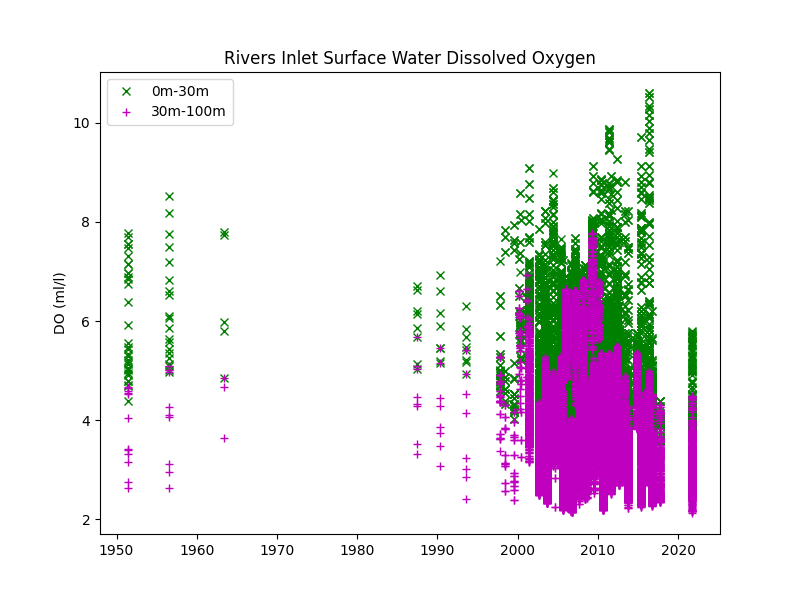 Rivers Inlet Surface Water Dissolved Oxygen
0m-30m
30m-100m
DO (ml/l)
10
8
6
4
2
1950 1960 1970 1980 1990 2000 2010 2020